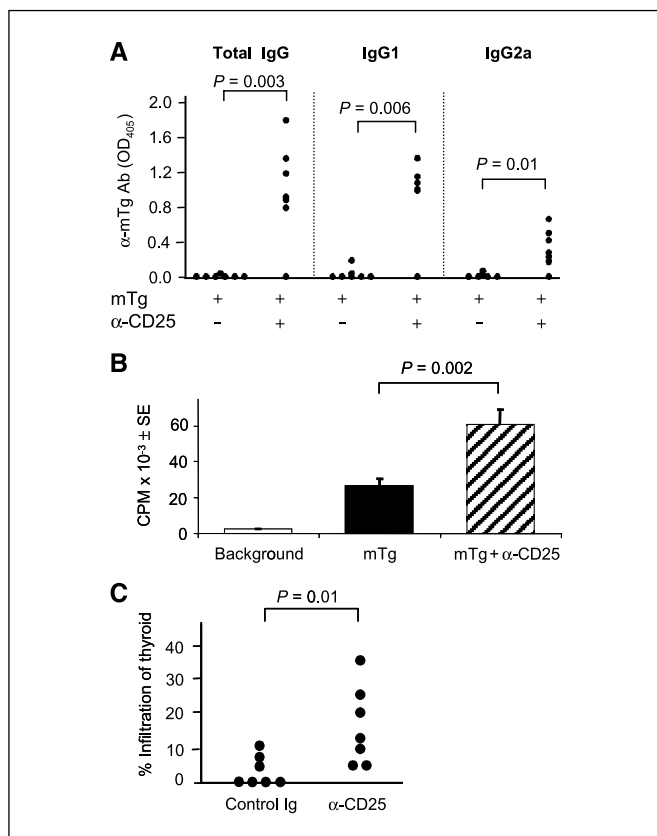 A
Total IgG IgG1 IgG2a
P = 0.003
P = 0.006
P = 0.01
α-mTg Ab (OD405)
2.0
1.6
1.2
0.8
0.4
0.0
mTg + + + + + +
α-CD25 − + − + − +
B
P = 0.002
CPM x 10-3 ± SE
60
40
20
0
Background mTg mTg + α-CD25
C
P = 0.01
% Infiltration of thyroid
40
30
20
10
0
Control Ig α-CD25